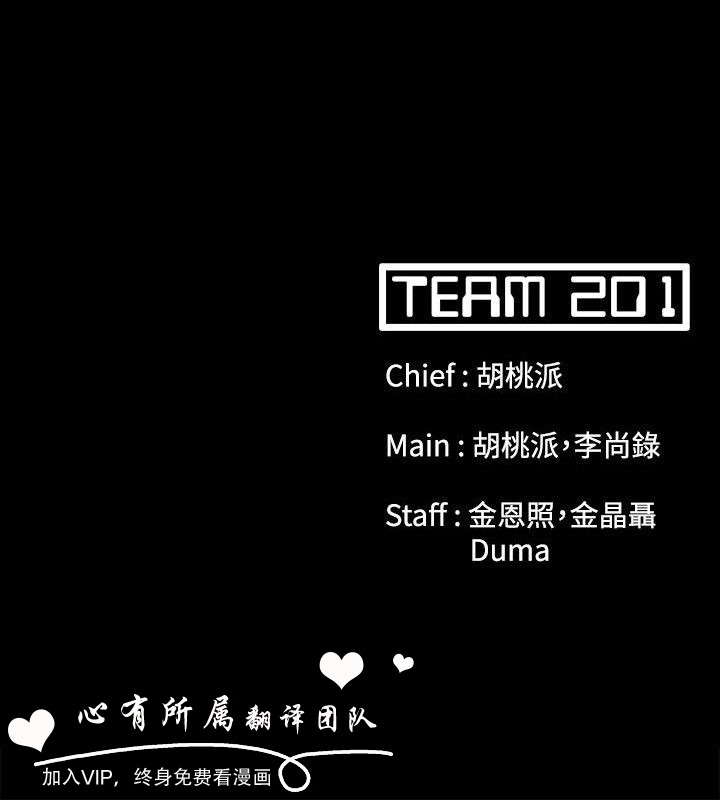 TEAM 201
Chief : 胡桃派
Main : 胡桃派，李尚錄
Staff : 金恩照，金晶聶
Duma
心有所属翻译团队
加入VIP，终身免费看漫画